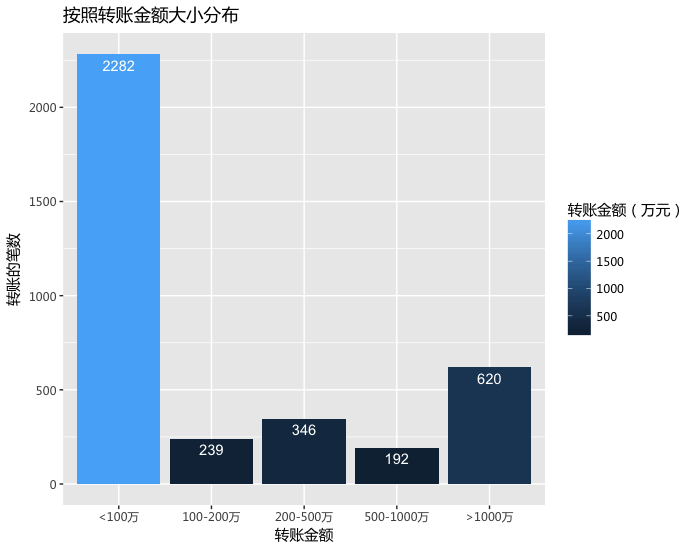 按照转账金额大小分布
转账的笔数
2000
1500
1000
500
0
2282
239
346
192
620
<100万
100-200万
200-500万
500-1000万
>1000万
转账金额
转账金额（万元）
2000
1500
1000
500